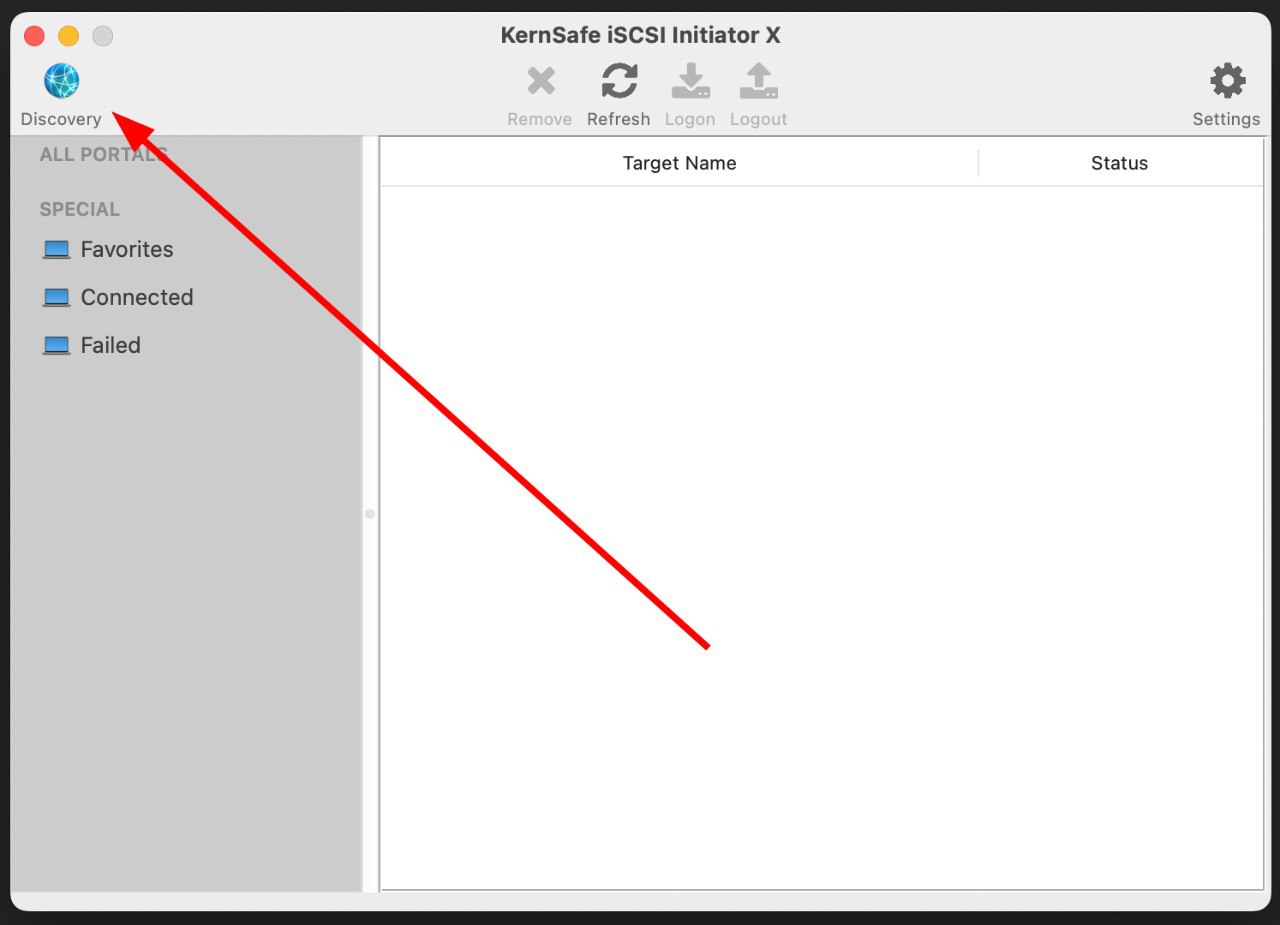 KernSafe iSCSI Initiator X
Discovery
Remove Refresh Logon Logout
Settings
ALL PORTALS
SPECIAL
Favorites
Connected
Failed
Target Name Status